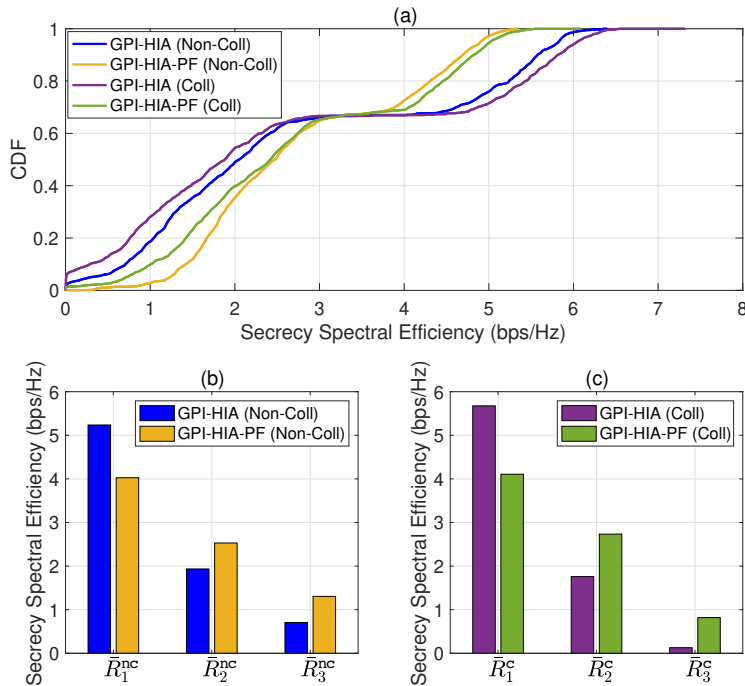 (a)
1
0.8
0.6
0.4
0.2
0
CDF
GPI-HIA (Non-Coll)
GPI-HIA-PF (Non-Coll)
GPI-HIA (Coll)
GPI-HIA-PF (Coll)
0 1 2 3 4 5 6 7 8
Secrecy Spectral Efficiency (bps/Hz)
(b)
6
5
4
3
2
1
0
Secrecy Spectral Efficiency (bps/Hz)
GPI-HIA (Non-Coll)
GPI-HIA-PF (Non-Coll)
R̄₁ⁿᶜ R̄₂ⁿᶜ R̄₃ⁿᶜ
(c)
6
5
4
3
2
1
0
Secrecy Spectral Efficiency (bps/Hz)
GPI-HIA (Coll)
GPI-HIA-PF (Coll)
R̄₁ᶜ R̄₂ᶜ R̄₃ᶜ